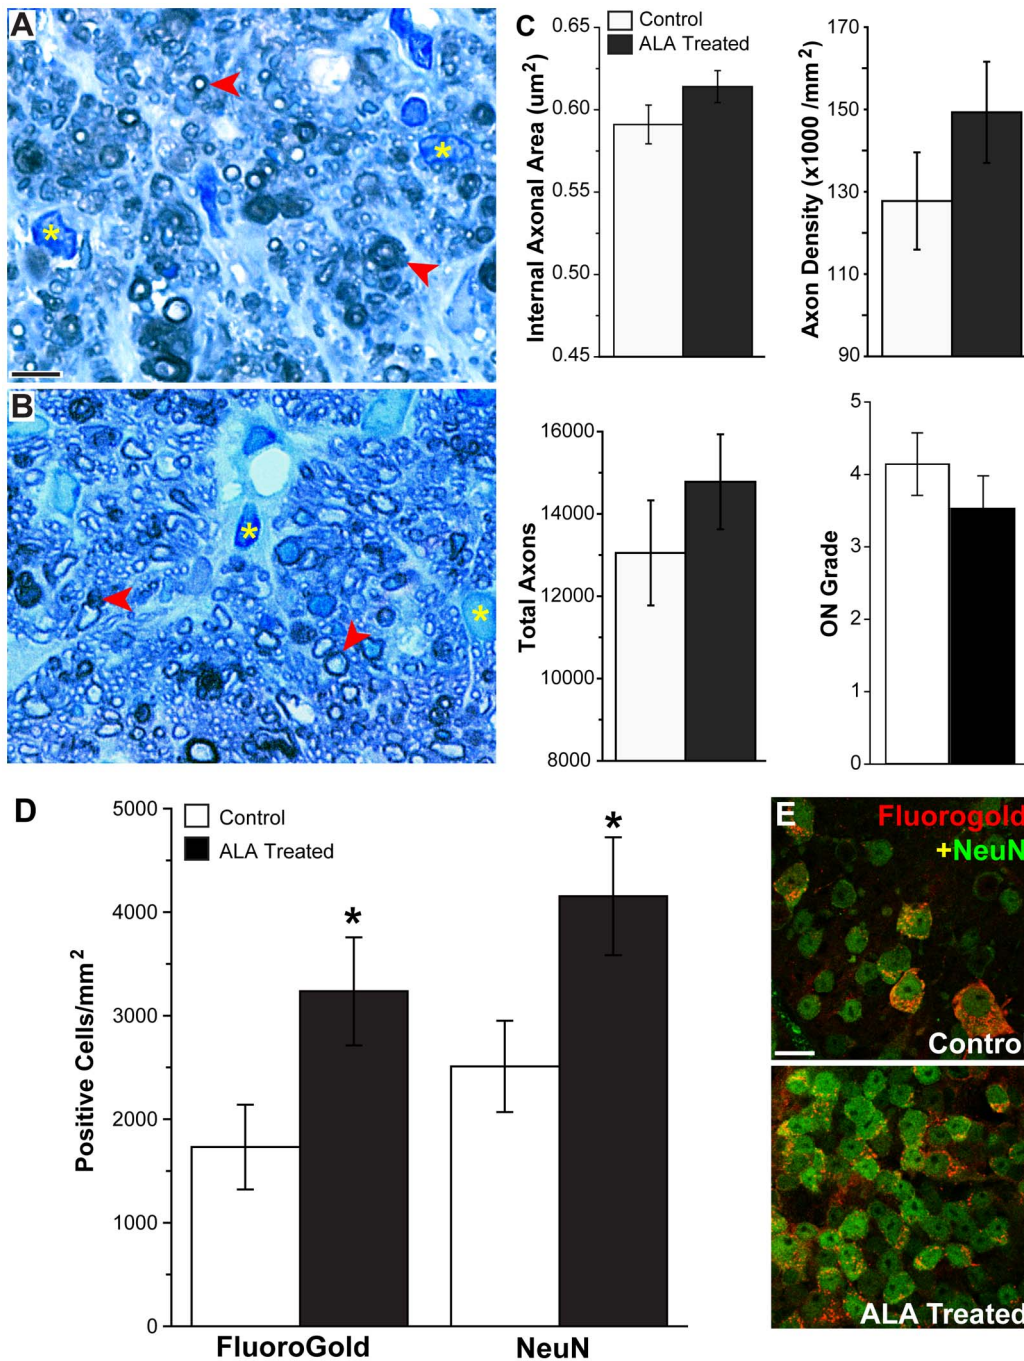 A
B
C
Control
ALA Treated
Internal Axonal Area (um2)
0.65
0.60
0.55
0.50
0.45
Axon Density (x1000 /mm2)
170
150
130
110
90
Total Axons
16000
14000
12000
10000
8000
ON Grade
5
4
3
2
1
0
D
Control
ALA Treated
Positive Cells/mm2
5000
4000
3000
2000
1000
0
*
*
FluoroGold
NeuN
E
Fluorogold
+NeuN
Contro
ALA Treated
*
*
*
*